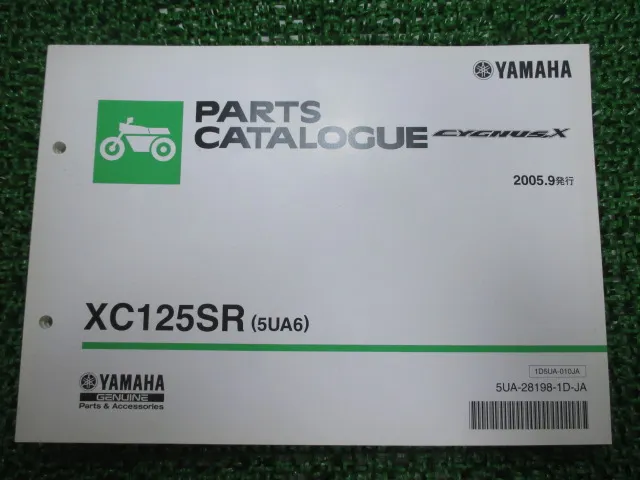 YAMAHA
PARTS
CATALOGUE CYGNUS X
2005.9発行
XC125SR (5UA6)
1D5UA-010JA
5UA-28198-1D-JA
YAMAHA
GENUINE
Parts & Accessories